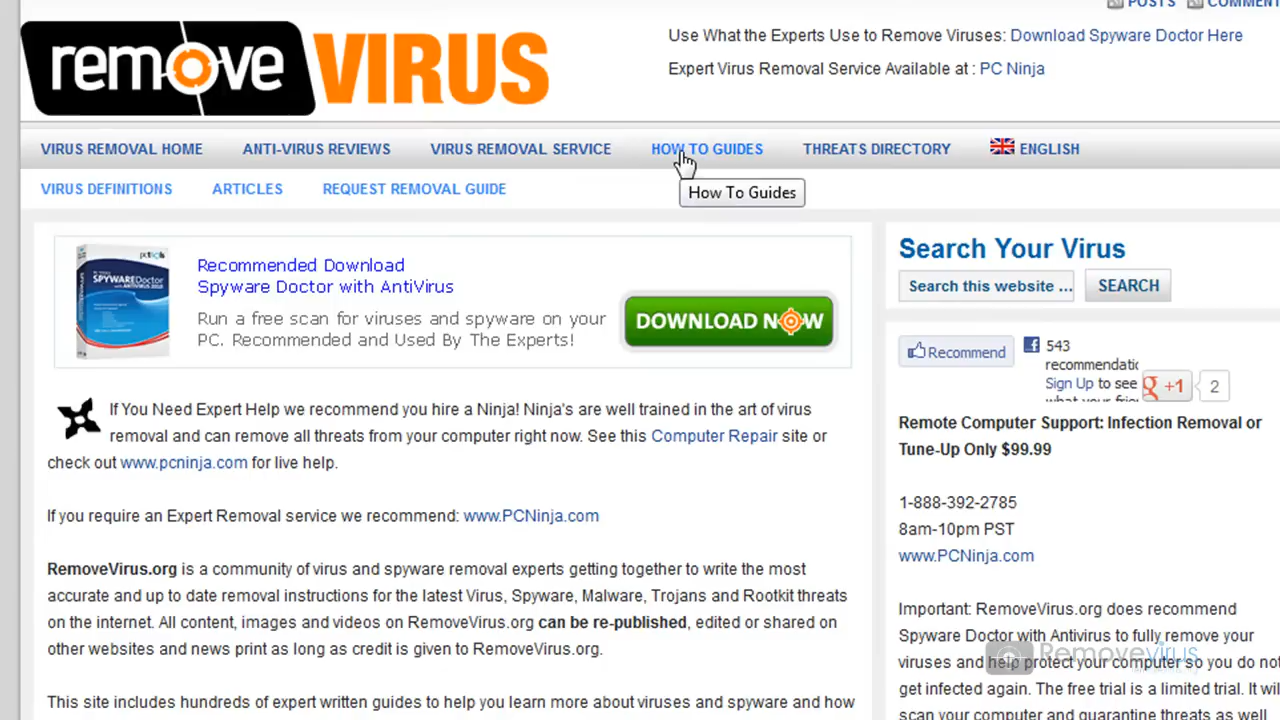 POSTS COMMENT
remove VIRUS
Use What the Experts Use to Remove Viruses: Download Spyware Doctor Here
Expert Virus Removal Service Available at : PC Ninja
VIRUS REMOVAL HOME ANTI-VIRUS REVIEWS VIRUS REMOVAL SERVICE HOW TO GUIDES THREATS DIRECTORY ENGLISH
VIRUS DEFINITIONS ARTICLES REQUEST REMOVAL GUIDE
How To Guides
pctools
SPYWARE Doctor
Recommended Download
Spyware Doctor with AntiVirus
Run a free scan for viruses and spyware on your
PC. Recommended and Used By The Experts!
DOWNLOAD NOW
If You Need Expert Help we recommend you hire a Ninja! Ninja's are well trained in the art of virus
removal and can remove all threats from your computer right now. See this Computer Repair site or
check out www.pcninja.com for live help.
If you require an Expert Removal service we recommend: www.PCNinja.com
RemoveVirus.org is a community of virus and spyware removal experts getting together to write the most
accurate and up to date removal instructions for the latest Virus, Spyware, Malware, Trojans and Rootkit threats
on the internet. All content, images and videos on RemoveVirus.org can be re-published, edited or shared on
other websites and news print as long as credit is given to RemoveVirus.org.
This site includes hundreds of expert written guides to help you learn more about viruses and spyware and how
Search Your Virus
Search this website ... SEARCH
Recommend
543
recommendatic
Sign Up to see
+1 2
Remote Computer Support: Infection Removal or
Tune-Up Only $99.99
1-888-392-2785
8am-10pm PST
www.PCNinja.com
Important: RemoveVirus.org does recommend
Spyware Doctor with Antivirus to fully remove your
viruses and help protect your computer so you do not
get infected again. The free trial is a limited trial. It will
scan your computer and quarantine threats as well
Removevirus